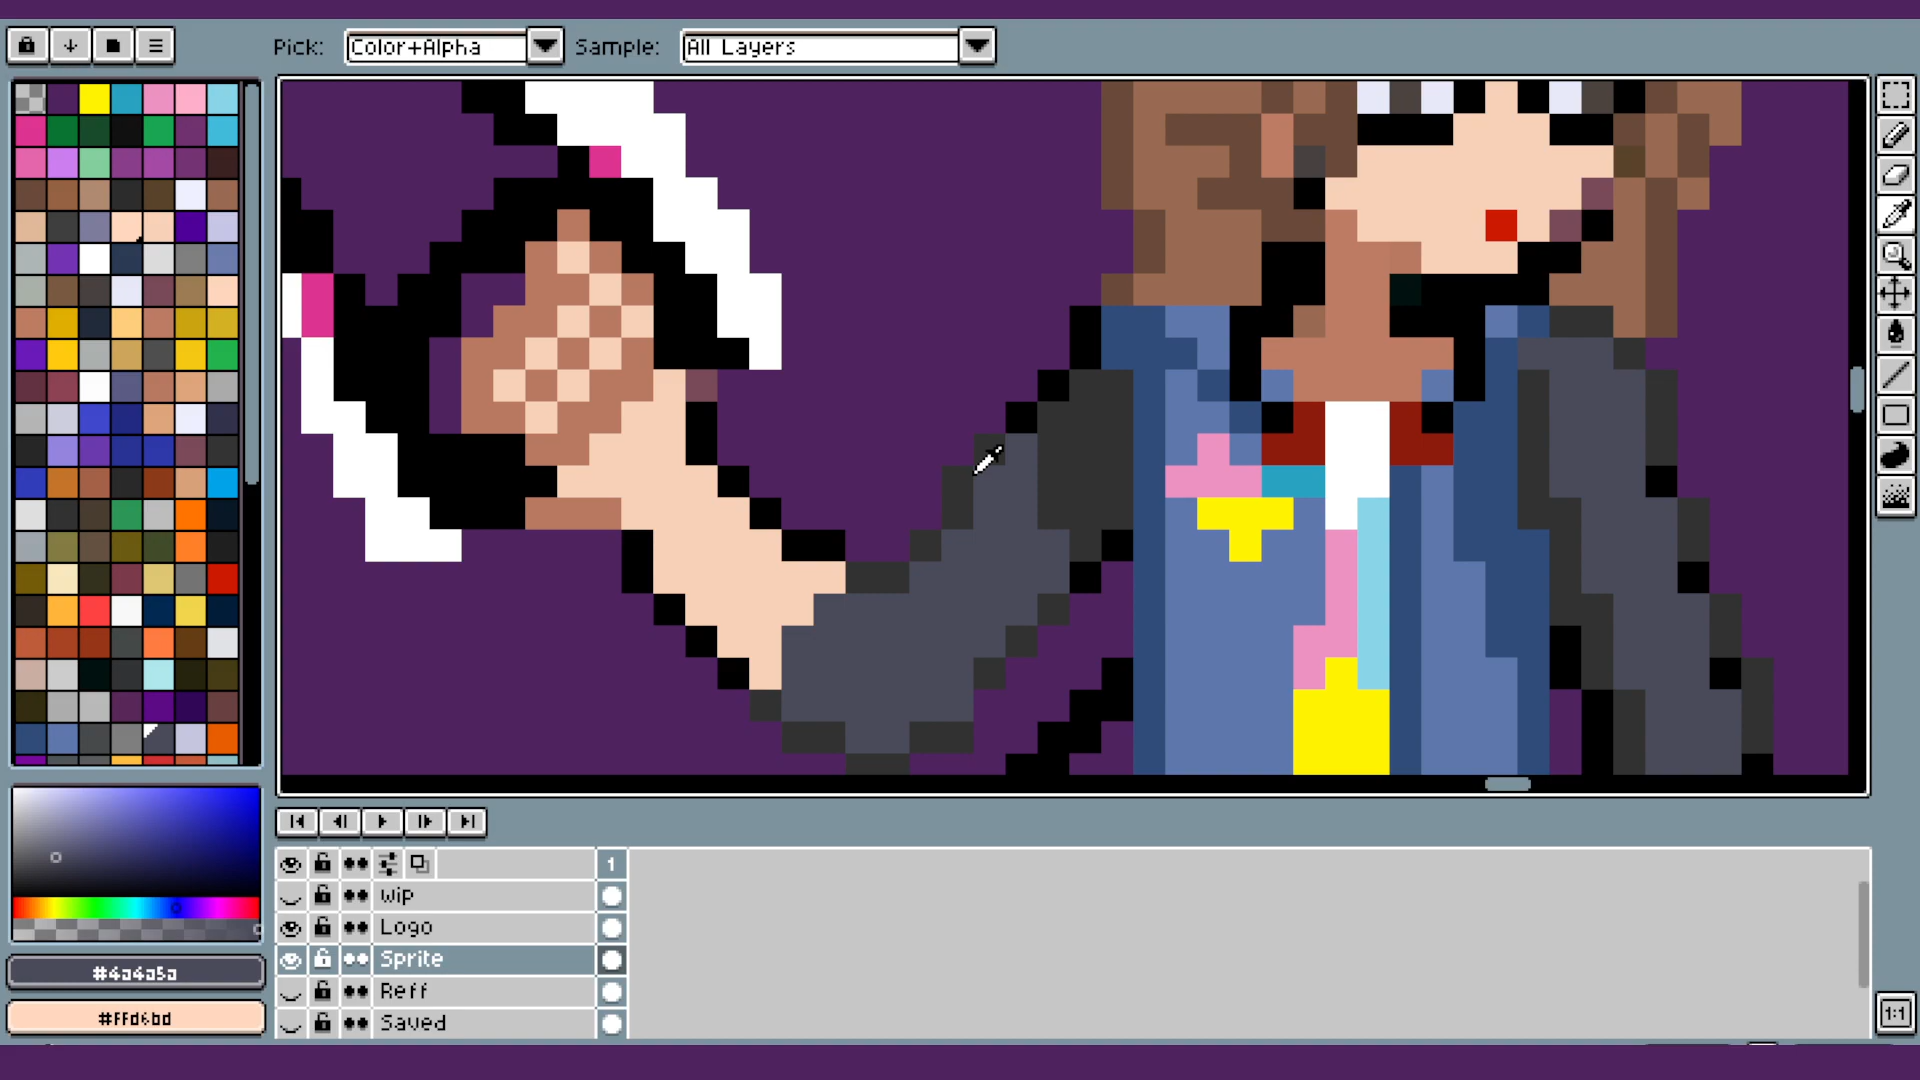 Pick: Color+Alpha Sample: All Layers
1
Wip
Logo
Sprite
Reff
Saved
#4a4a5a
#ffd6bd
1:1